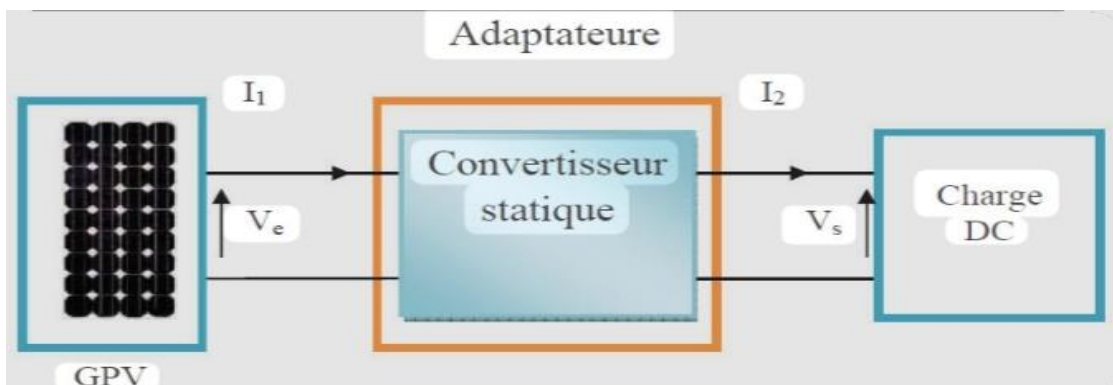 Adaptateure
I₁
I₂
Convertisseur
statique
Vₑ
Vₛ
Charge
DC
GPV